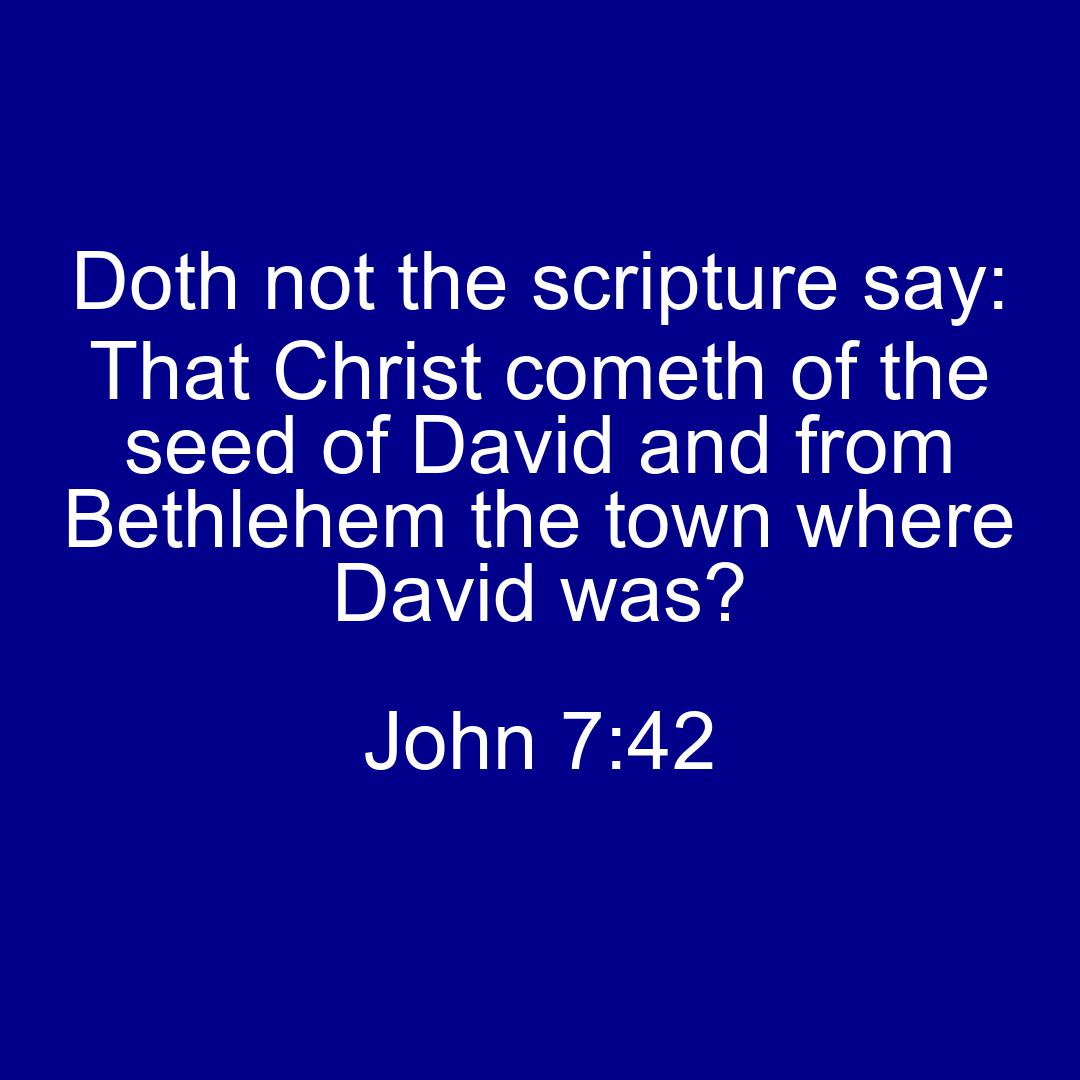 Doth not the scripture say:
That Christ cometh of the
seed of David and from
Bethlehem the town where
David was?
John 7:42